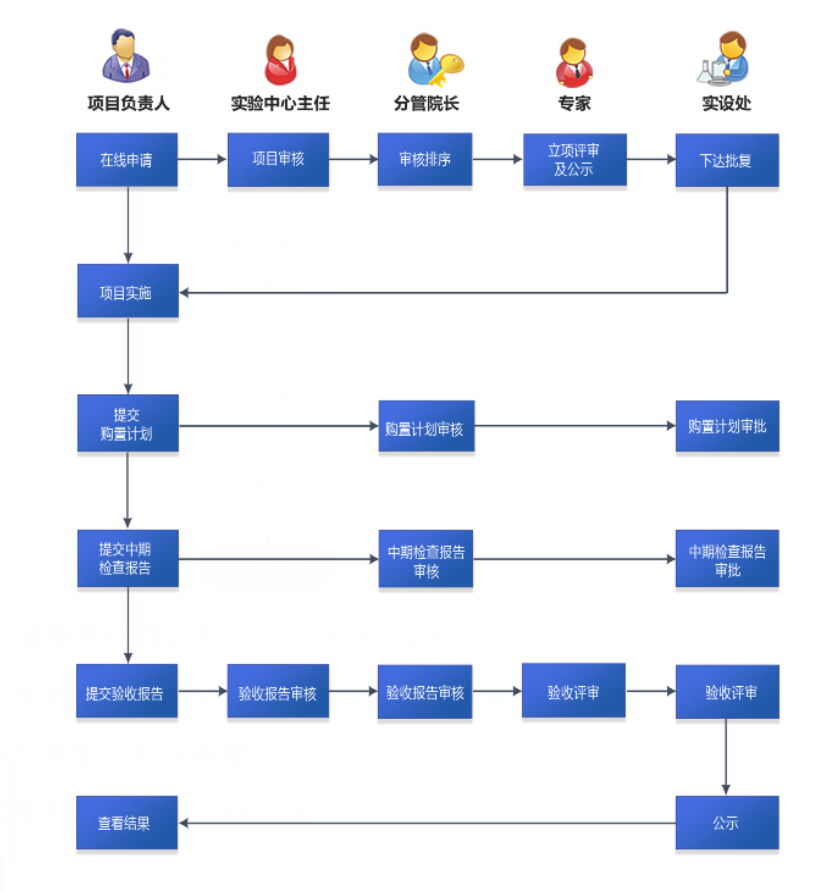 项目负责人
实验中心主任
分管院长
专家
实设处
在线申请
项目审核
审核排序
立项评审
及公示
下达批复
项目实施
提交
购置计划
购置计划审核
购置计划审批
提交中期
检查报告
中期检查报告
审核
中期检查报告
审批
提交验收报告
验收报告审核
验收报告审核
验收评审
验收评审
查看结果
公示